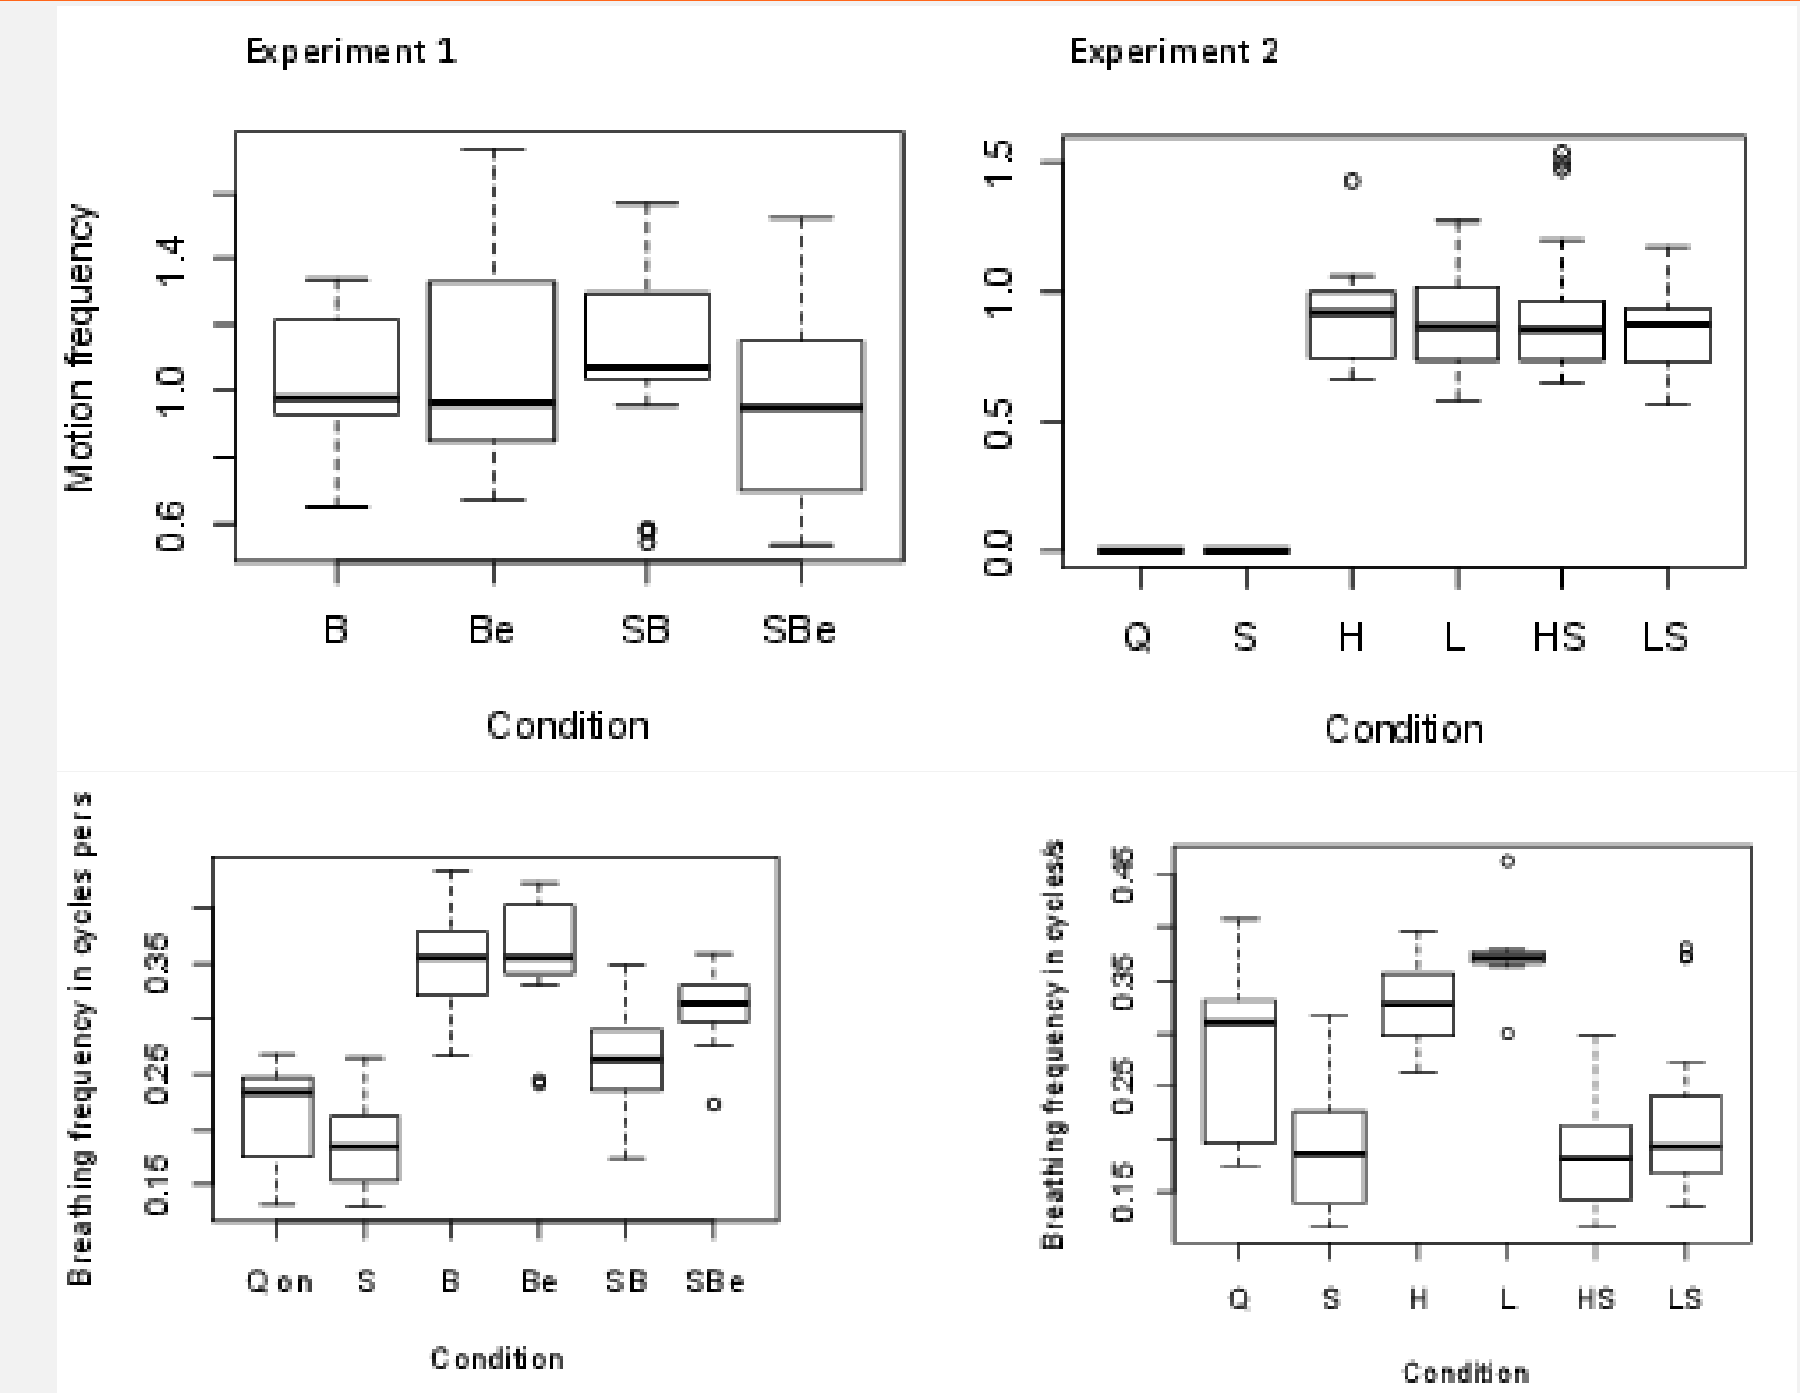 Experiment 1
Experiment 2
Motion frequency
1.4
1.0
0.6
B Be SB SBe
Condition
1.5
1.0
0.5
0.0
Q S H L HS LS
Condition
Breathing frequency in cycles per s
0.35
0.25
0.15
Q on S B Be SB SBe
Condition
Breathing frequency in cycles/s
0.45
0.35
0.25
0.15
Q S H L HS LS
Condition